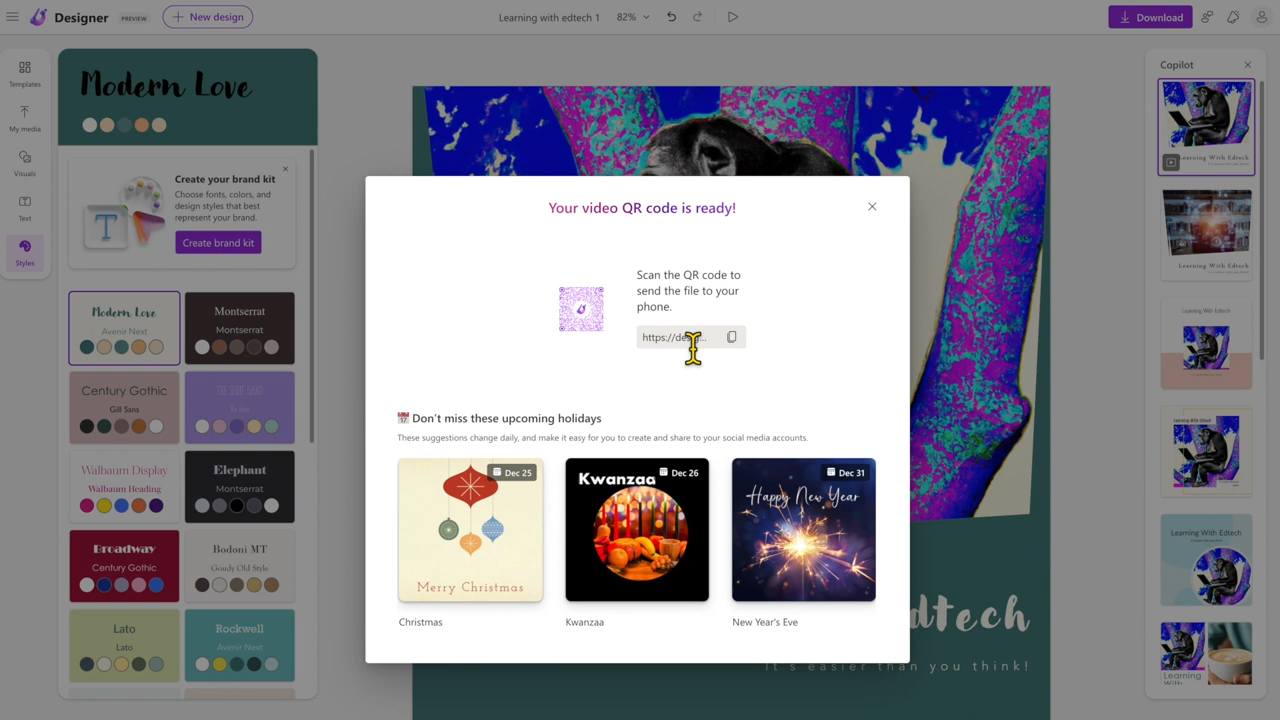 Designer
PREVIEW
New design
Learning with edtech 1
82%
Download
Templates
My media
Visuals
Text
Styles
Modern Love
Create your brand kit
Choose fonts, colors, and
design styles that best
represent your brand.
Create brand kit
Modern Love
Avenir Next
Montserrat
Montserrat
Century Gothic
Gill Sans
Walbaum Display
Walbaum Heading
Elephant
Montserrat
Broadway
Century Gothic
Bodoni MT
Goudy Old Style
Lato
Lato
Rockwell
Avenir Next
Your video QR code is ready!
Scan the QR code to
send the file to your
phone.
https://desig...
Don't miss these upcoming holidays
These suggestions change daily, and make it easy for you to create and share to your social media accounts.
Dec 25
Merry Christmas
Christmas
Kwanzaa
Dec 26
Kwanzaa
Dec 31
Happy New Year
New Year's Eve
edtech
It's easier than you think!
Copilot
Learning With Edtech
Learning With Edtech
Learning With Edtech
Learning With Edtech
Learning With Edtech
Learning
With